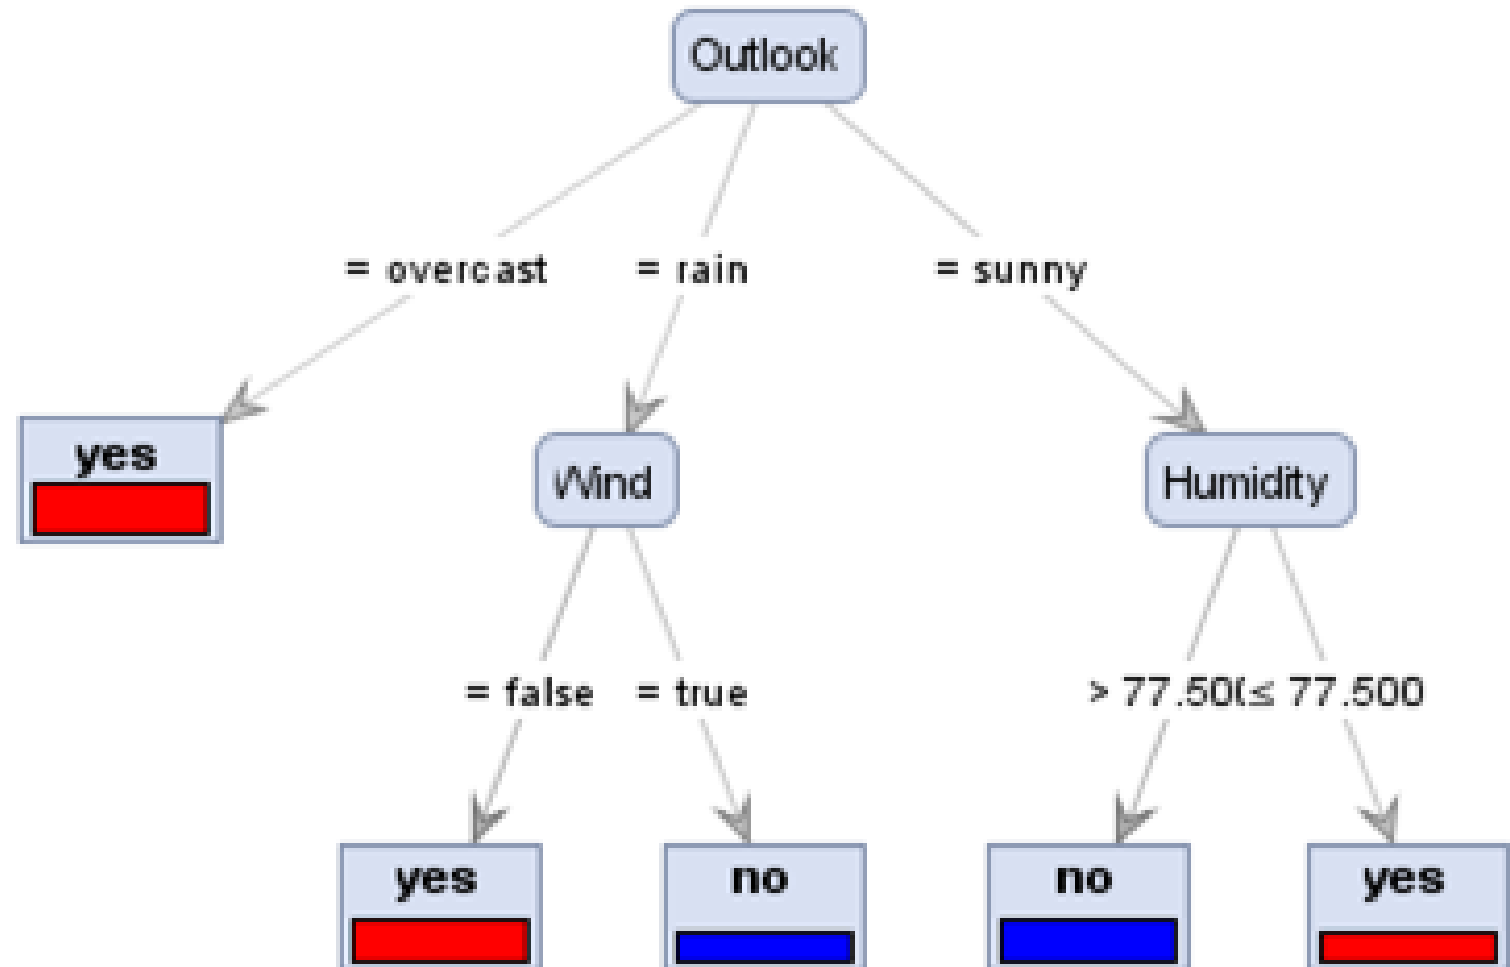 Outlook
= overcast
= rain
= sunny
yes
Wind
Humidity
= false
= true
> 77.50
≤ 77.500
yes
no
no
yes